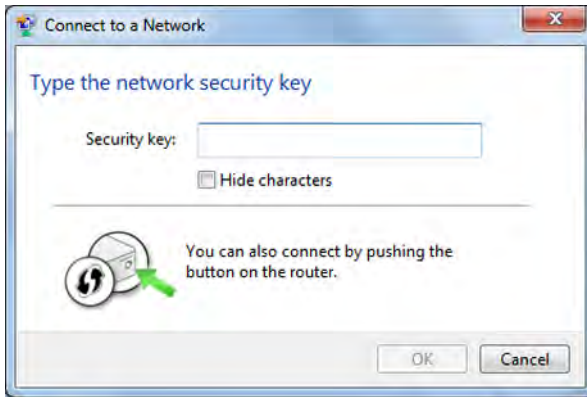 Connect to a Network
Type the network security key
Security key:
Hide characters
You can also connect by pushing the
button on the router.
OK Cancel